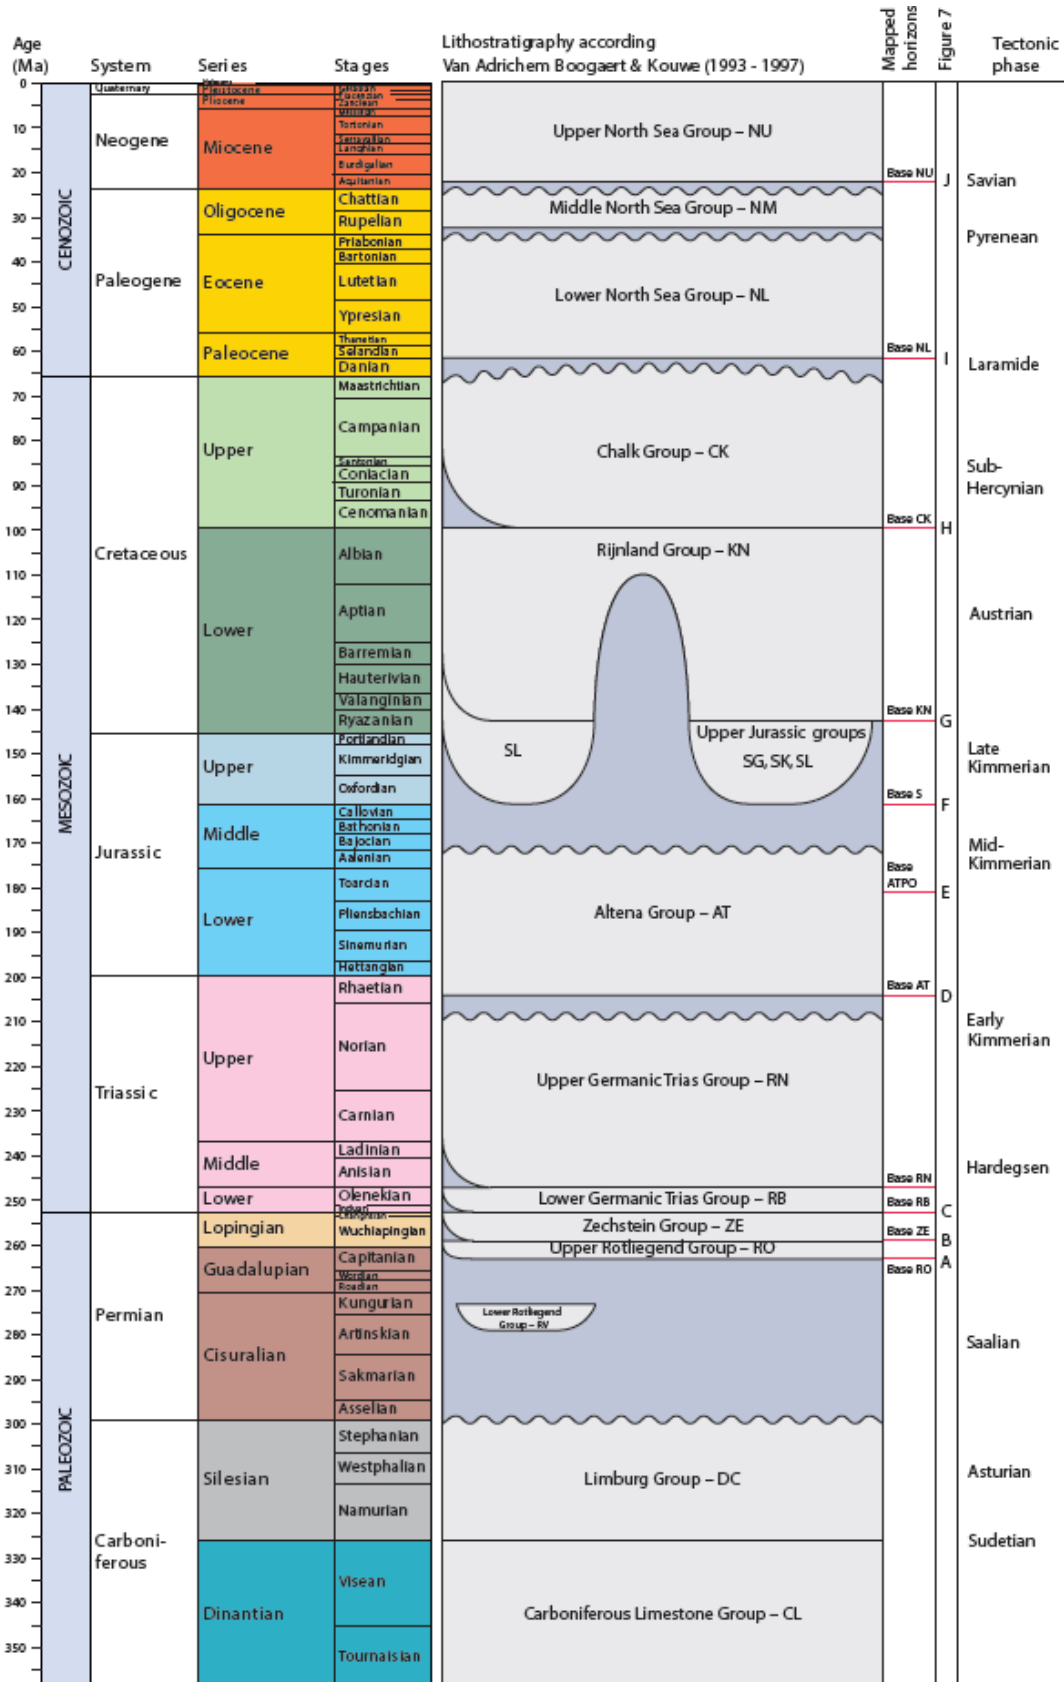 Age
(Ma)
System
Series
Stages
Lithostratigraphy according
Van Adrichem Boogaert & Kouwe (1993 - 1997)
Mapped
horizons
Figure 7
Tectonic
phase
0
10
20
30
40
50
60
70
80
90
100
110
120
130
140
150
160
170
180
190
200
210
220
230
240
250
260
270
280
290
300
310
320
330
340
350
CENOZOIC
MESOZOIC
PALEOZOIC
Quaternary
Neogene
Paleogene
Cretaceous
Jurassic
Triassic
Permian
Carboni-
ferous
Pleistocene
Pliocene
Miocene
Oligocene
Eocene
Paleocene
Upper
Lower
Upper
Middle
Lower
Upper
Middle
Lower
Lopingian
Guadalupian
Cisuralian
Silesian
Dinantian
Zanclean
Tortonian
Serravallian
Langhian
Burdigalian
Aquitanian
Chattian
Rupelian
Priabonian
Bartonian
Lutetian
Ypresian
Thanetian
Selandian
Danian
Maastrichtian
Campanian
Santonian
Coniacian
Turonian
Cenomanian
Albian
Aptian
Barremian
Hauterivian
Valanginian
Ryazanian
Portlandian
Kimmeridgian
Oxfordian
Callovian
Bathonian
Bajocian
Aalenian
Toarcian
Pliensbachian
Sinemurian
Hettangian
Rhaetian
Norian
Carnian
Ladinian
Anisian
Olenekian
Wuchiapingian
Capitanian
Wordian
Roadian
Kungurian
Artinskian
Sakmarian
Asselian
Stephanian
Westphalian
Namurian
Visean
Tournaisian
Upper North Sea Group – NU
Middle North Sea Group – NM
Lower North Sea Group – NL
Chalk Group – CK
Rijnland Group – KN
SL
Upper Jurassic groups
SG, SK, SL
Altena Group – AT
Upper Germanic Trias Group – RN
Lower Germanic Trias Group – RB
Zechstein Group – ZE
Upper Rotliegend Group – RO
Lower Rotliegend
Group – RV
Limburg Group – DC
Carboniferous Limestone Group – CL
Base NU
Base NL
Base CK
Base KN
Base S
Base
ATPO
Base AT
Base RN
Base RB
Base ZE
Base RO
J
I
H
G
F
E
D
C
B
A
Savian
Pyrenean
Laramide
Sub-
Hercynian
Austrian
Late
Kimmerian
Mid-
Kimmerian
Early
Kimmerian
Hardegsen
Saalian
Asturian
Sudetian